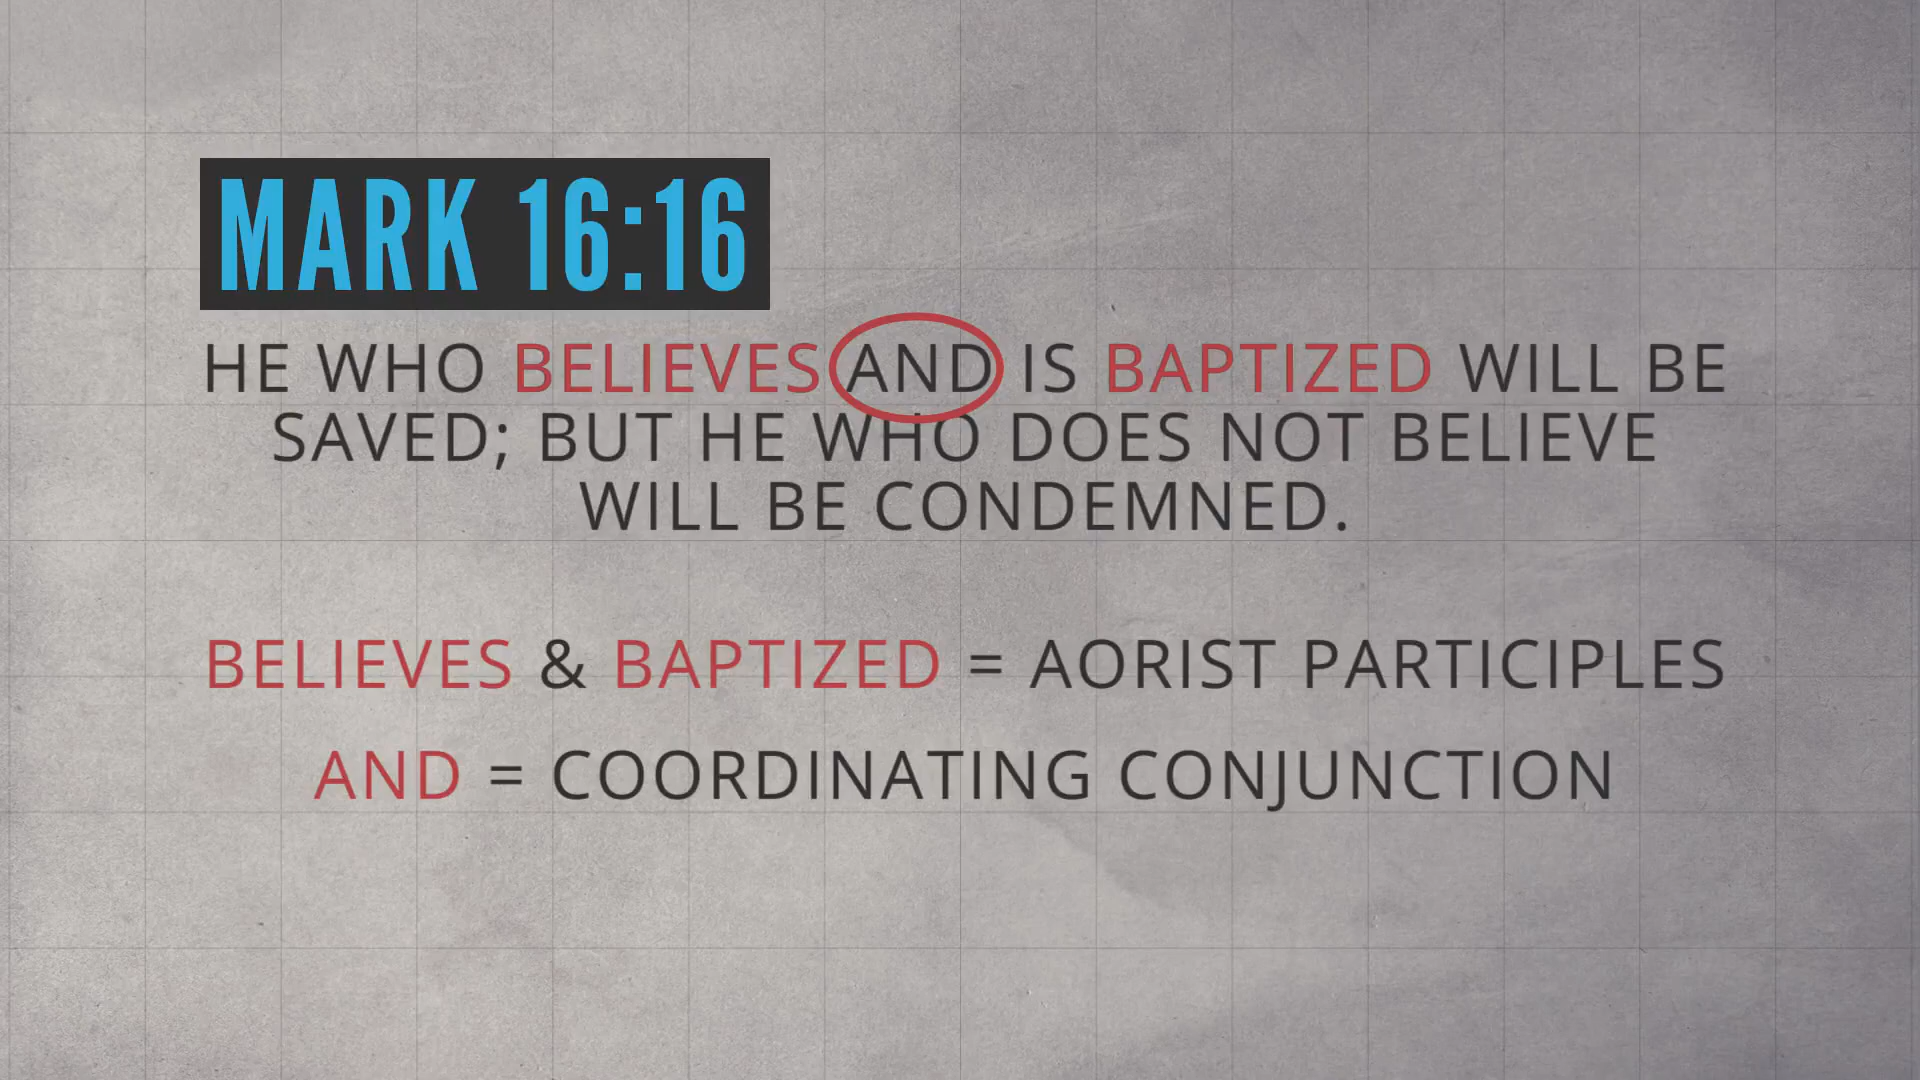 MARK 16:16
HE WHO BELIEVES AND IS BAPTIZED WILL BE
SAVED; BUT HE WHO DOES NOT BELIEVE
WILL BE CONDEMNED.
BELIEVES & BAPTIZED = AORIST PARTICIPLES
AND = COORDINATING CONJUNCTION